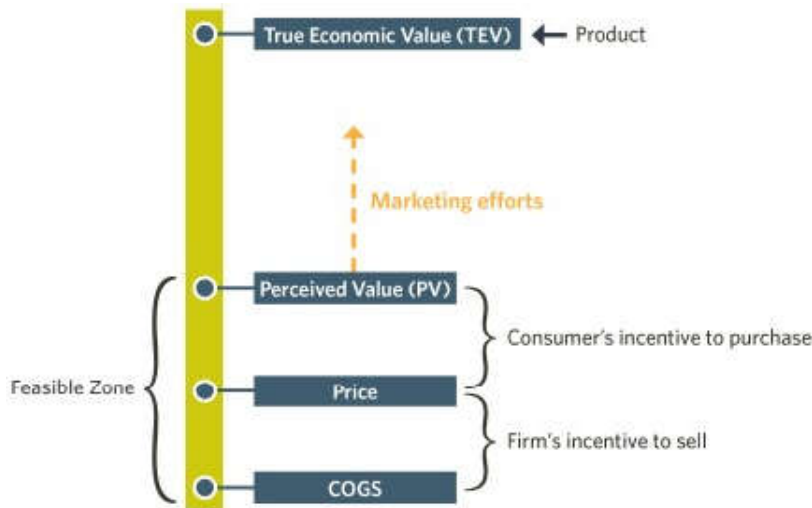 True Economic Value (TEV)
Product
Marketing efforts
Perceived Value (PV)
Consumer's incentive to purchase
Feasible Zone
Price
Firm's incentive to sell
COGS